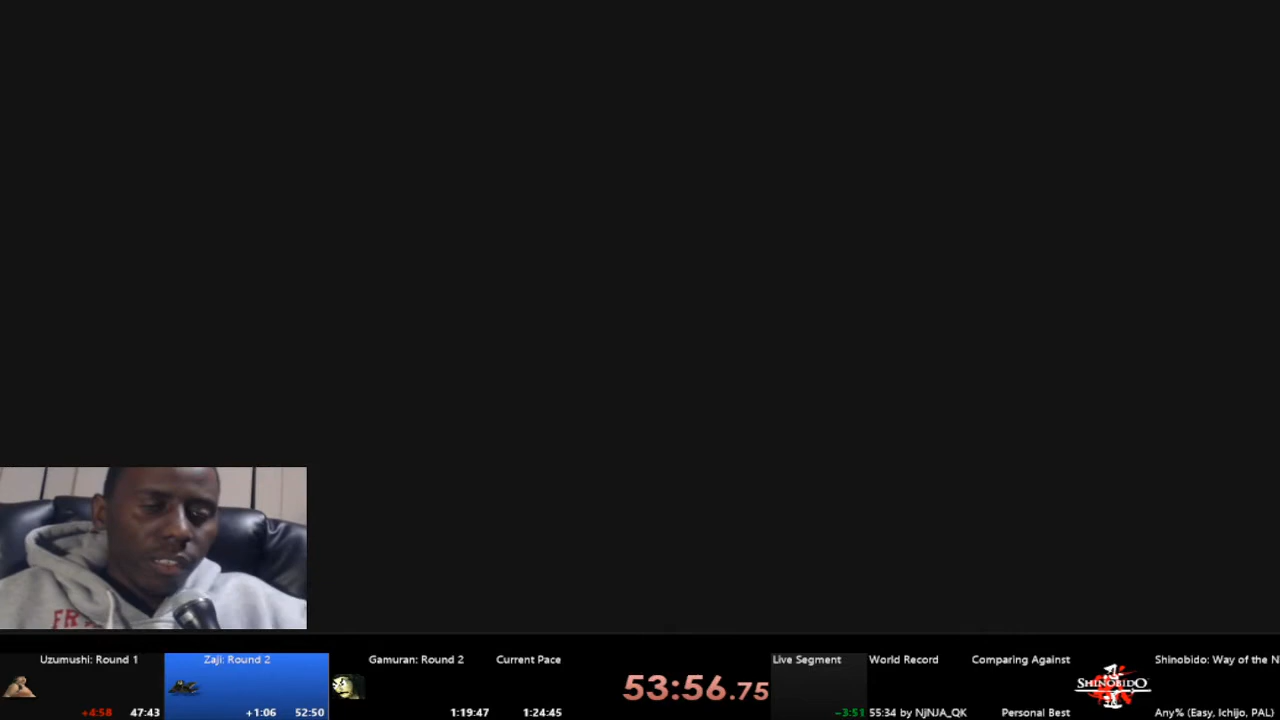 FR
Uzumushi: Round 1
+4:58 47:43
Zaji: Round 2
+1:06 52:50
Gamuran: Round 2
1:19:47
Current Pace
1:24:45
53:56.75
Live Segment
−3:51
World Record
55:34 by NjNJA_QK
Comparing Against
Personal Best
SHINOBIDO
Shinobido: Way of the N
Any% (Easy, Ichijo, PAL)